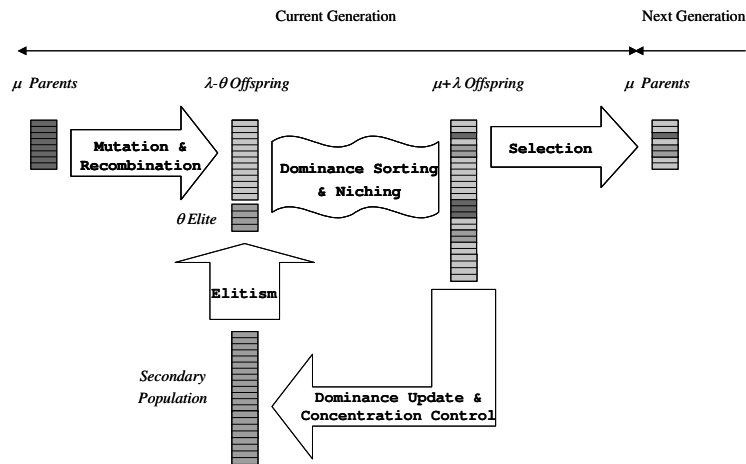 Current Generation
Next Generation
μ Parents
λ-θ Offspring
μ+λ Offspring
μ Parents
Mutation &
Recombination
Dominance Sorting
& Niching
Selection
θ Elite
Elitism
Secondary
Population
Dominance Update &
Concentration Control